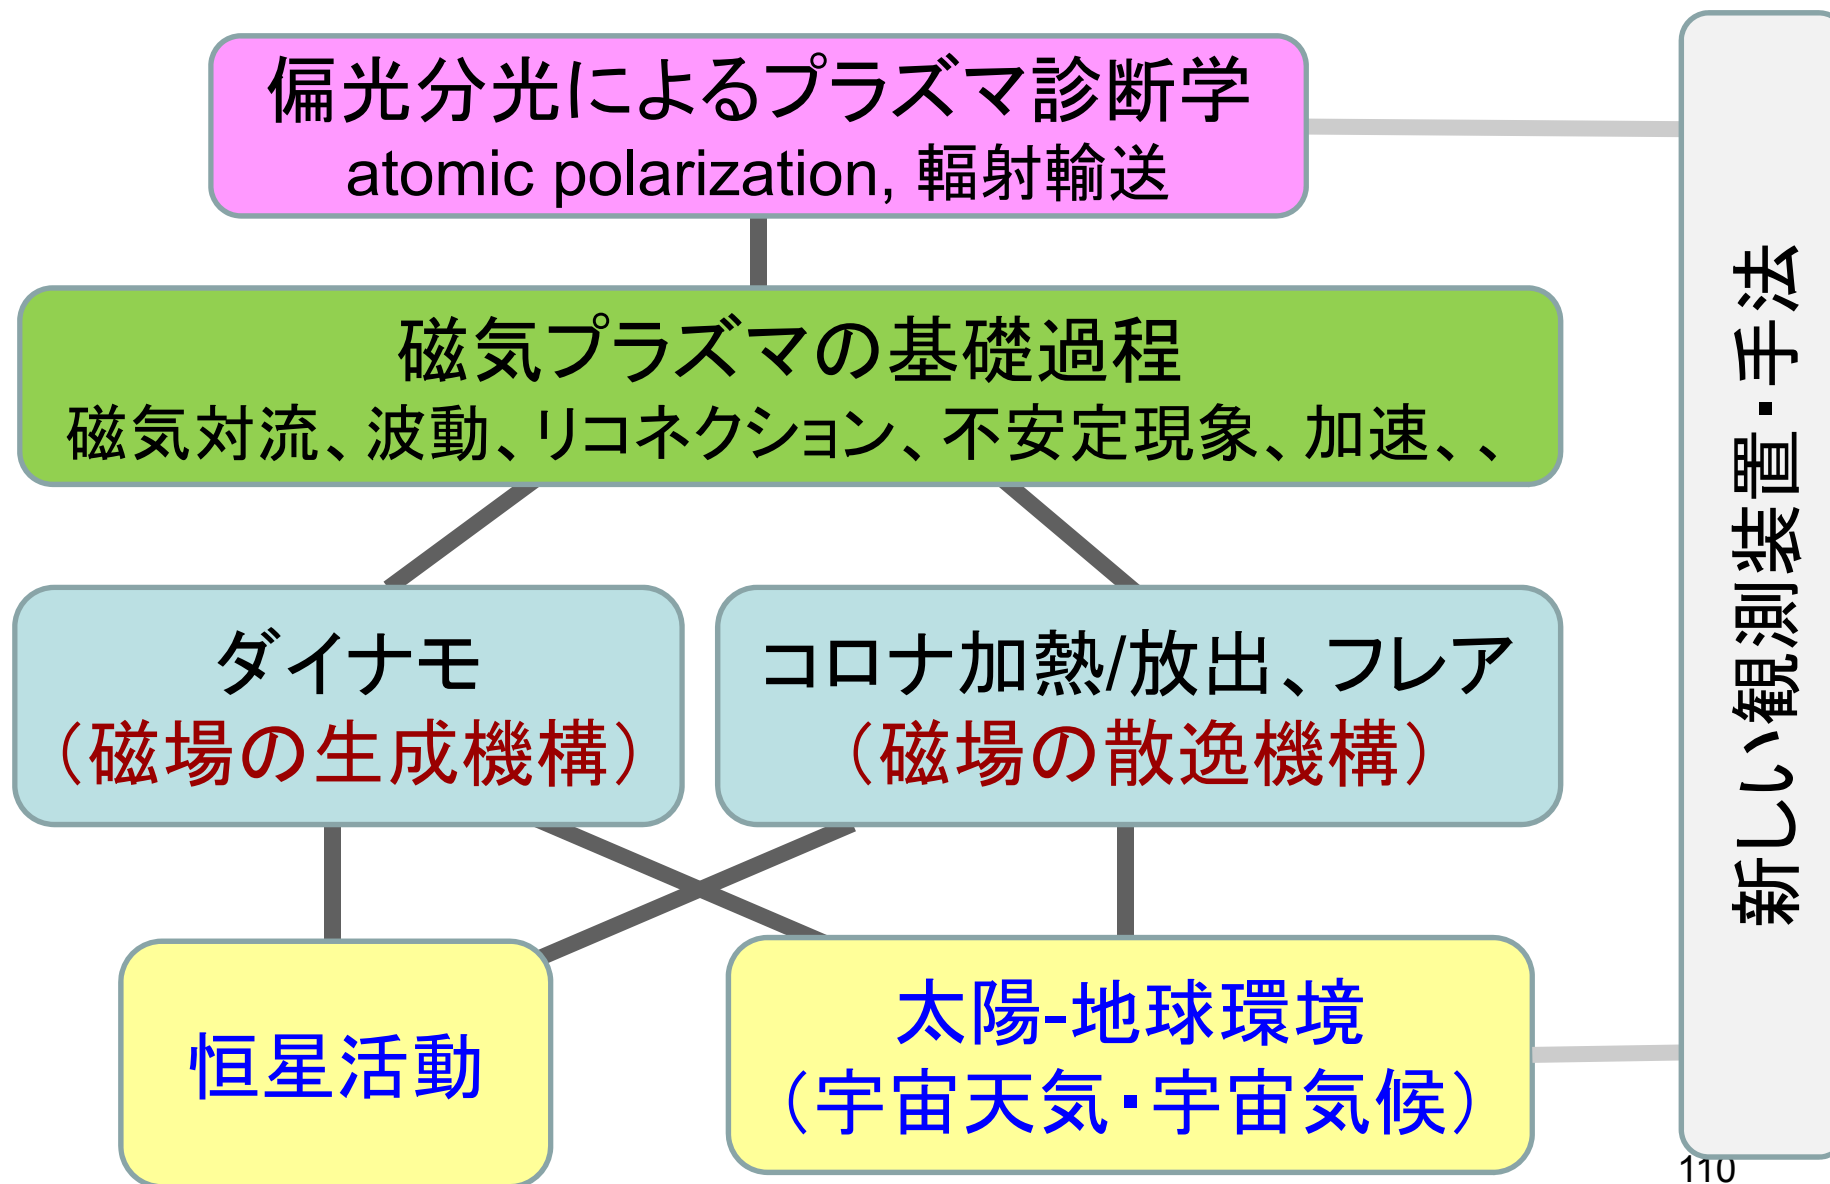 偏光分光によるプラズマ診断学
atomic polarization, 輻射輸送
磁気プラズマの基礎過程
磁気対流、波動、リコネクション、不安定現象、加速、、
ダイナモ
（磁場の生成機構）
コロナ加熱/放出、フレア
（磁場の散逸機構）
恒星活動
太陽-地球環境
（宇宙天気・宇宙気候）
新しい観測装置・手法
110